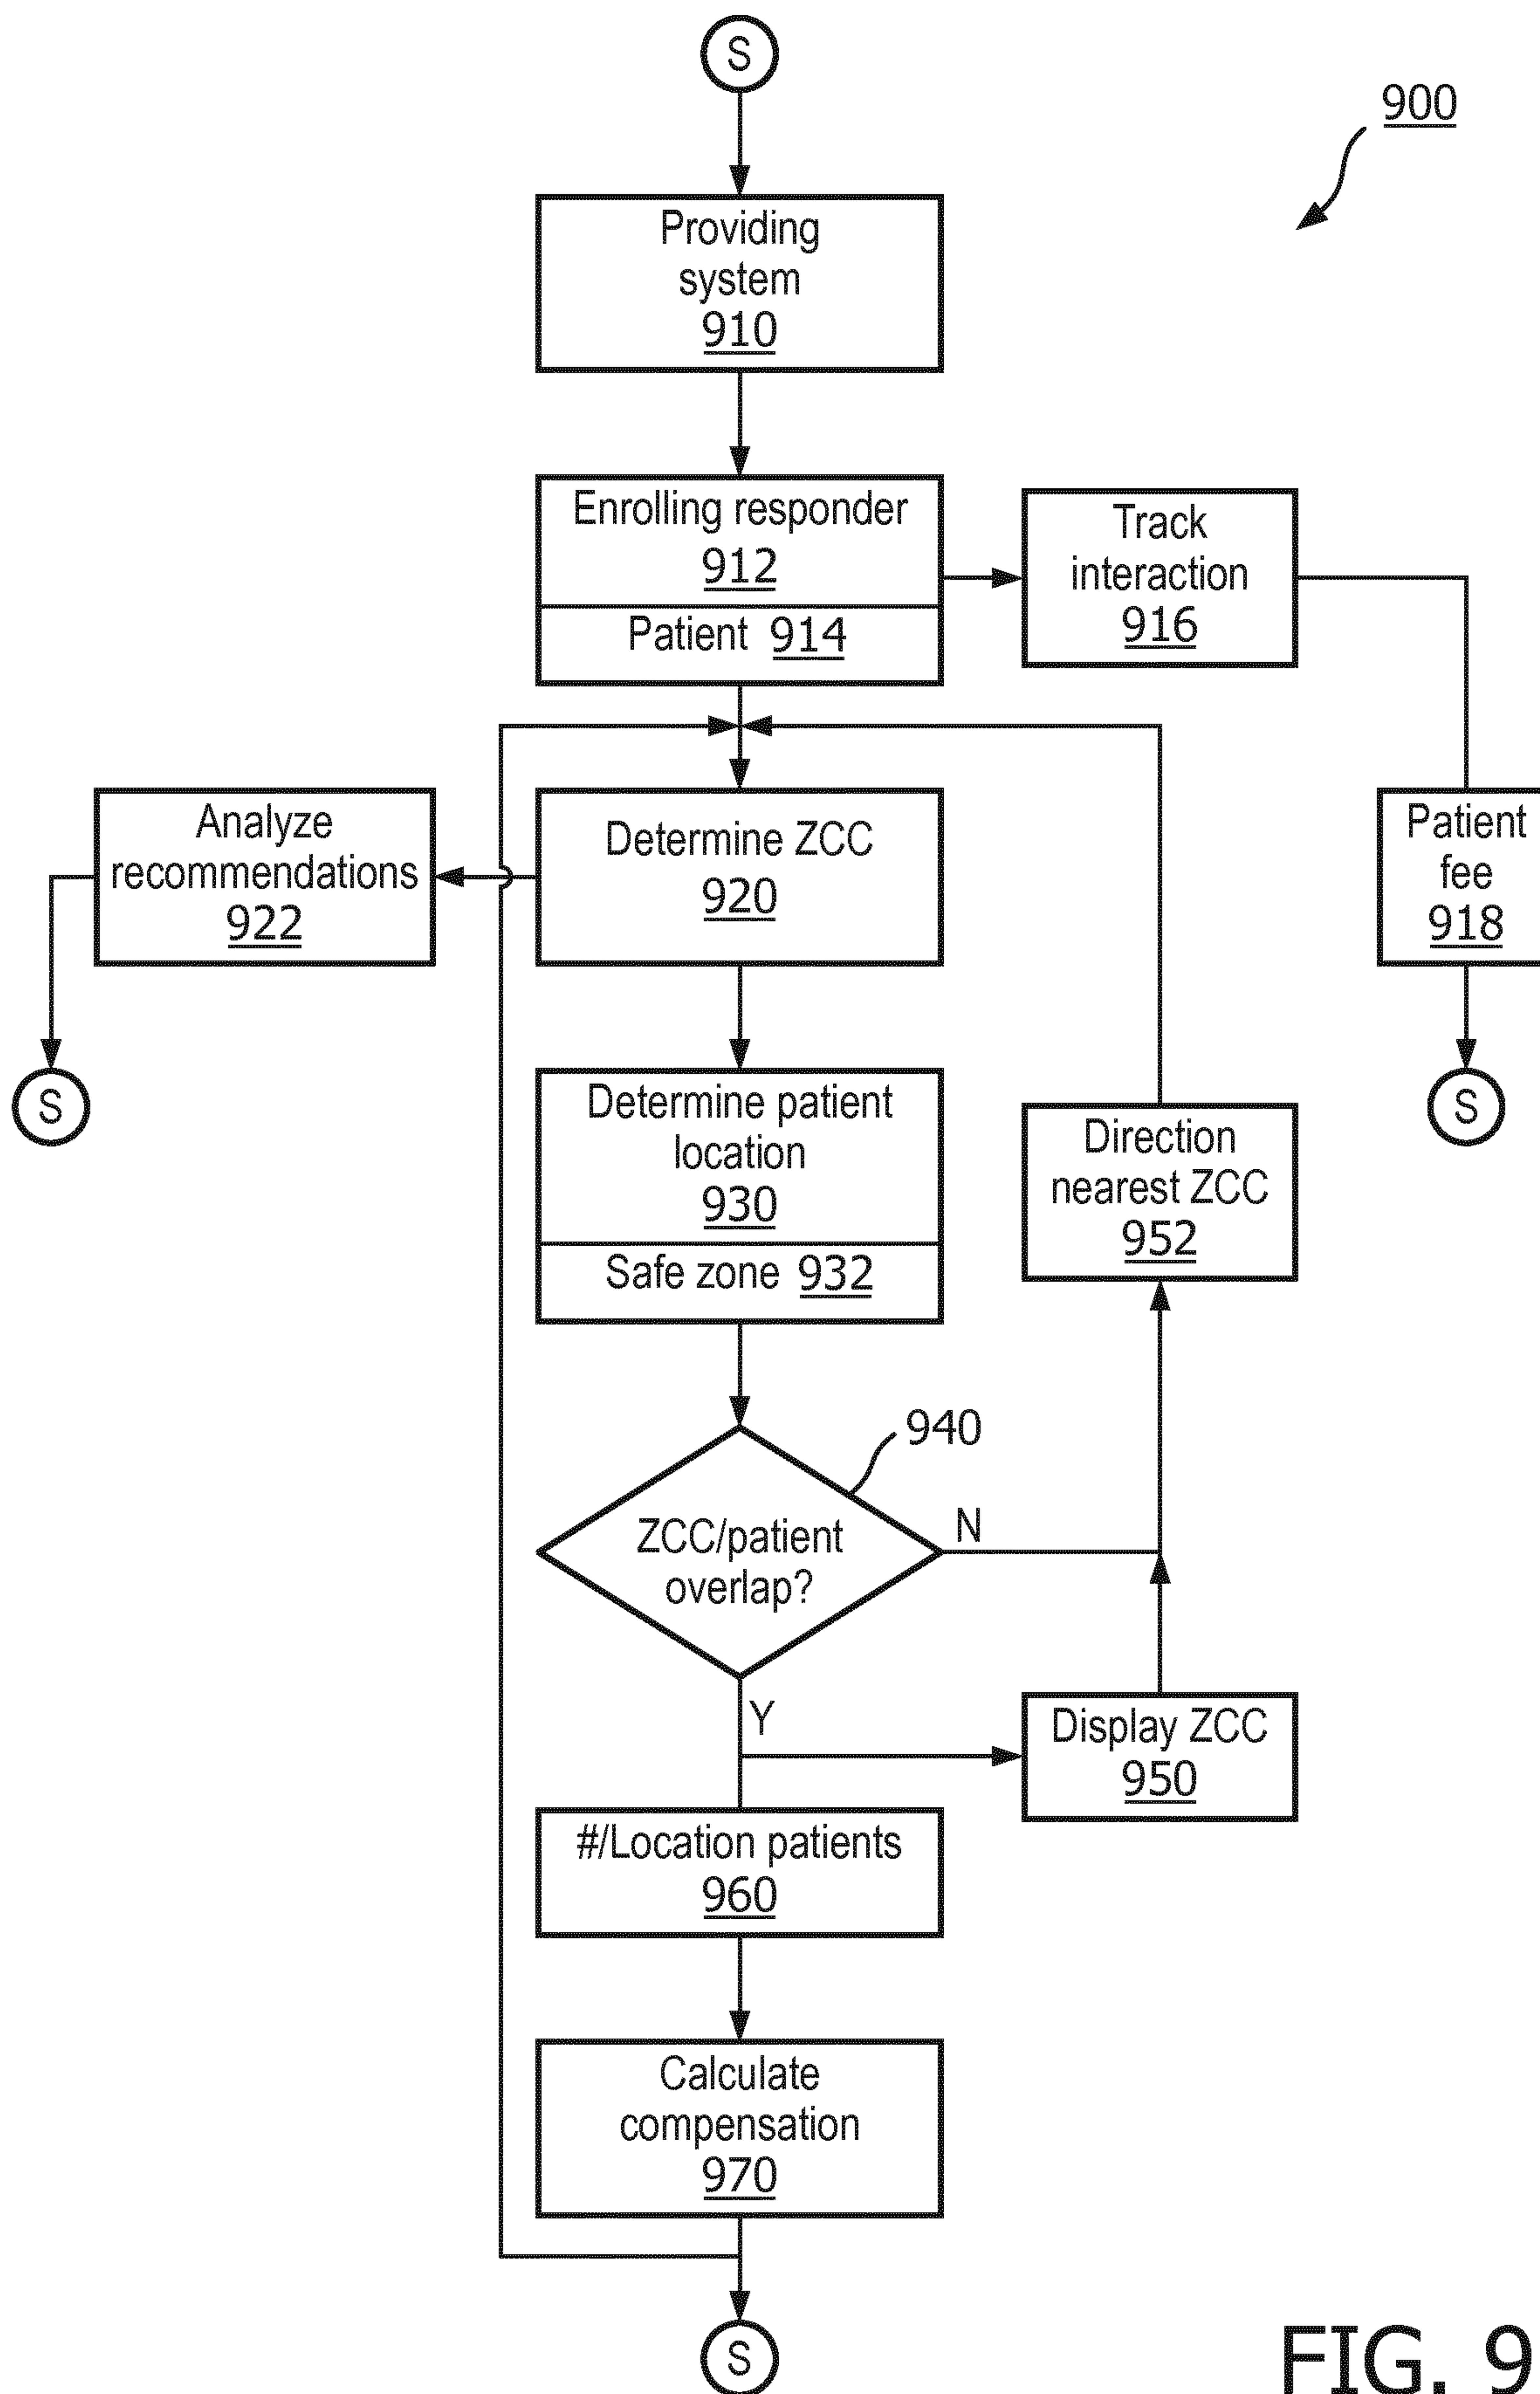 S
900
Providing
system
910
Enrolling responder
912
Patient 914
Track
interaction
916
Analyze
recommendations
922
Determine ZCC
920
Patient
fee
918
S
Determine patient
location
930
Safe zone 932
Direction
nearest ZCC
952
S
940
ZCC/patient
overlap?
N
Y
Display ZCC
950
#/Location patients
960
Calculate
compensation
970
S
FIG. 9